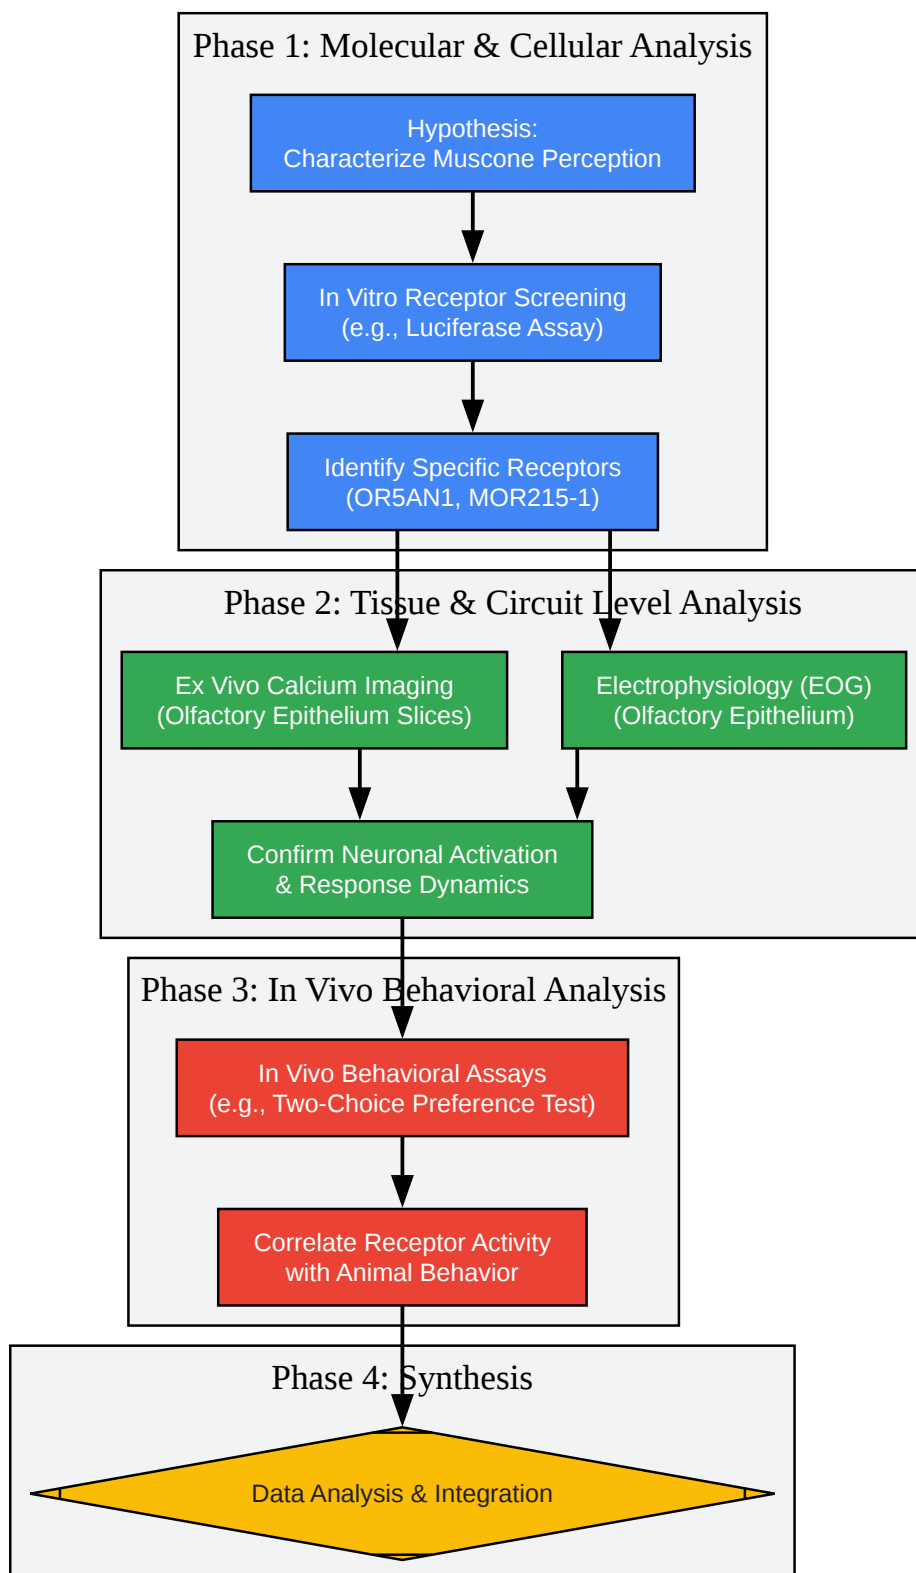 Phase 1: Molecular & Cellular Analysis
Hypothesis:
Characterize Muscone Perception
In Vitro Receptor Screening
(e.g., Luciferase Assay)
Identify Specific Receptors
(OR5AN1, MOR215-1)
Phase 2: Tissue & Circuit Level Analysis
Ex Vivo Calcium Imaging
(Olfactory Epithelium Slices)
Electrophysiology (EOG)
(Olfactory Epithelium)
Confirm Neuronal Activation
& Response Dynamics
Phase 3: In Vivo Behavioral Analysis
In Vivo Behavioral Assays
(e.g., Two-Choice Preference Test)
Correlate Receptor Activity
with Animal Behavior
Phase 4: Synthesis
Data Analysis & Integration